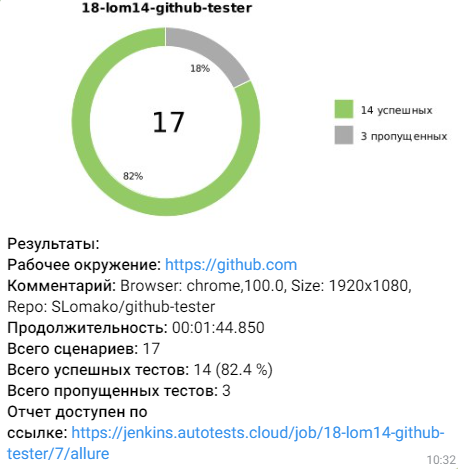 18-lom14-github-tester
18%
17
82%
14 успешных
3 пропущенных
Результаты:
Рабочее окружение: https://github.com
Комментарий: Browser: chrome,100.0, Size: 1920x1080,
Repo: SLomako/github-tester
Продолжительность: 00:01:44.850
Всего сценариев: 17
Всего успешных тестов: 14 (82.4 %)
Всего пропущенных тестов: 3
Отчет доступен по
ссылке: https://jenkins.autotests.cloud/job/18-lom14-github-
tester/7/allure
10:32